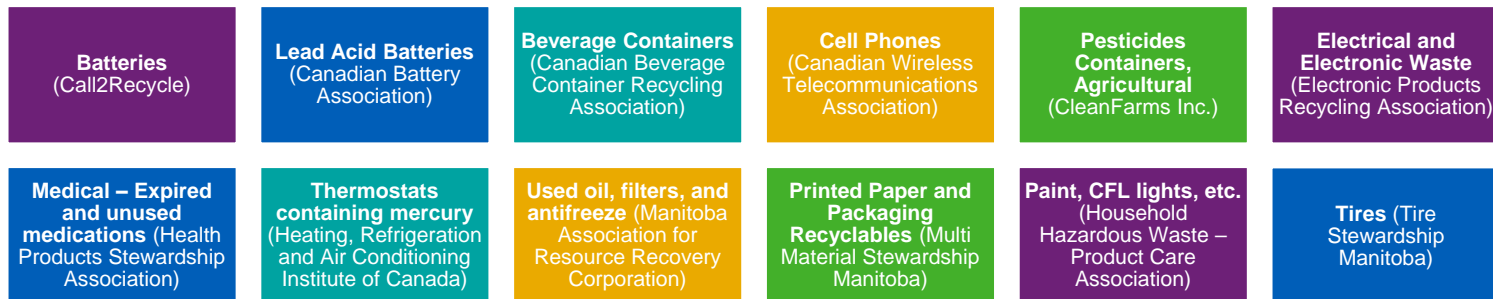 Batteries
(Call2Recycle)
Lead Acid Batteries
(Canadian Battery
Association)
Beverage Containers
(Canadian Beverage
Container Recycling
Association)
Cell Phones
(Canadian Wireless
Telecommunications
Association)
Pesticides
Containers,
Agricultural
(CleanFarms Inc.)
Electrical and
Electronic Waste
(Electronic Products
Recycling Association)
Medical – Expired
and unused
medications (Health
Products Stewardship
Association)
Thermostats
containing mercury
(Heating, Refrigeration
and Air Conditioning
Institute of Canada)
Used oil, filters, and
antifreeze (Manitoba
Association for
Resource Recovery
Corporation)
Printed Paper and
Packaging
Recyclables (Multi
Material Stewardship
Manitoba)
Paint, CFL lights, etc.
(Household
Hazardous Waste –
Product Care
Association)
Tires (Tire
Stewardship
Manitoba)